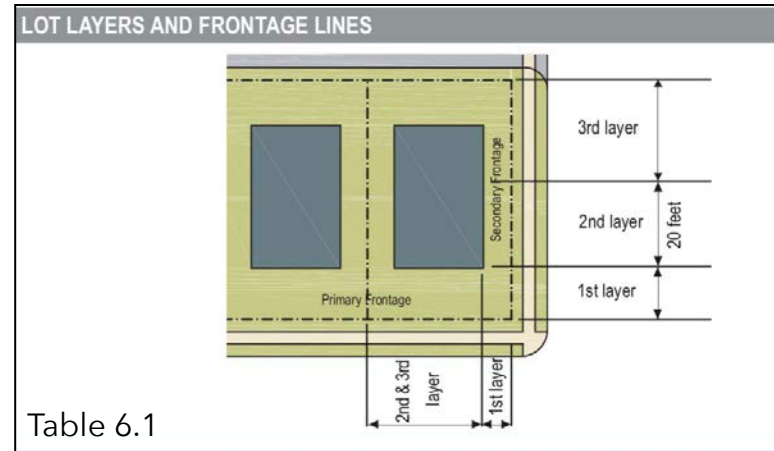 LOT LAYERS AND FRONTAGE LINES
3rd layer
Secondary Frontage
2nd layer
20 feet
1st layer
Primary Frontage
2nd & 3rd
layer
1st layer
Table 6.1